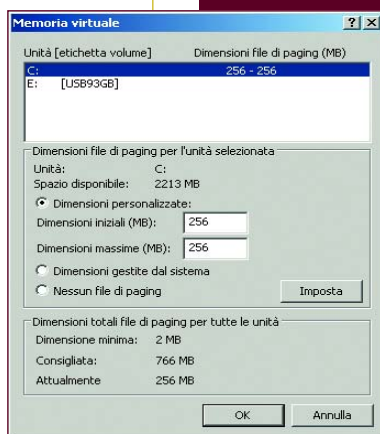 Memoria virtuale
Unità [etichetta volume] Dimensioni file di paging (MB)
C: 256 - 256
E: [USB93GB]
Dimensioni file di paging per l'unità selezionata
Unità: C:
Spazio disponibile: 2213 MB
Dimensioni personalizzate:
Dimensioni iniziali (MB): 256
Dimensioni massime (MB): 256
Dimensioni gestite dal sistema
Nessun file di paging
Imposta
Dimensioni totali file di paging per tutte le unità
Dimensione minima: 2 MB
Consigliata: 766 MB
Attualmente 256 MB
OK Annulla